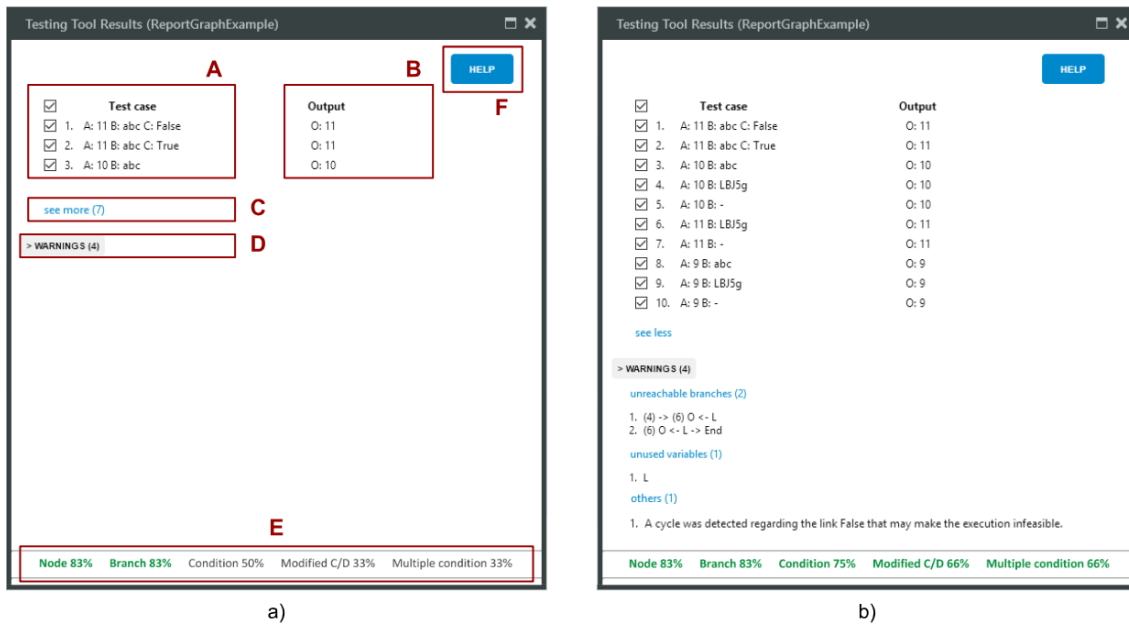 Testing Tool Results (ReportGraphExample)
HELP
A
B
F
Test case
Output
1. A: 11 B: abc C: False
O: 11
2. A: 11 B: abc C: True
O: 11
3. A: 10 B: abc
O: 10
see more (7)
C
> WARNINGS (4)
D
E
Node 83% Branch 83% Condition 50% Modified C/D 33% Multiple condition 33%
a)
Testing Tool Results (ReportGraphExample)
HELP
Test case
Output
1. A: 11 B: abc C: False
O: 11
2. A: 11 B: abc C: True
O: 11
3. A: 10 B: abc
O: 10
4. A: 10 B: LBJ5g
O: 10
5. A: 10 B: -
O: 10
6. A: 11 B: LBJ5g
O: 11
7. A: 11 B: -
O: 11
8. A: 9 B: abc
O: 9
9. A: 9 B: LBJ5g
O: 9
10. A: 9 B: -
O: 9
see less
> WARNINGS (4)
unreachable branches (2)
1. (4) -> (6) O <- L
2. (6) O <- L -> End
unused variables (1)
1. L
others (1)
1. A cycle was detected regarding the link False that may make the execution infeasible.
Node 83% Branch 83% Condition 75% Modified C/D 66% Multiple condition 66%
b)